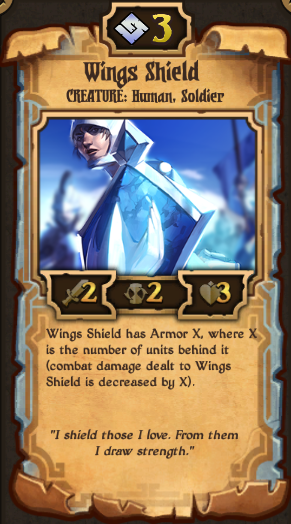 3
Wings Shield
CREATURE: Human, Soldier
2 2 3
Wings Shield has Armor X, where X
is the number of units behind it
(combat damage dealt to Wings
Shield is decreased by X).
"I shield those I love. From them
I draw strength."